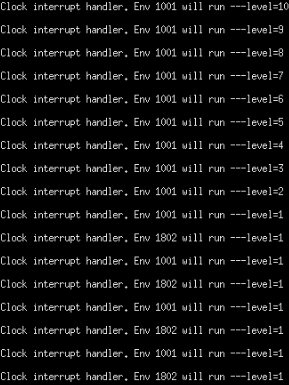 Clock interrupt handler. Env 1001 will run ---level=10
Clock interrupt handler. Env 1001 will run ---level=9
Clock interrupt handler. Env 1001 will run ---level=8
Clock interrupt handler. Env 1001 will run ---level=7
Clock interrupt handler. Env 1001 will run ---level=6
Clock interrupt handler. Env 1001 will run ---level=5
Clock interrupt handler. Env 1001 will run ---level=4
Clock interrupt handler. Env 1001 will run ---level=3
Clock interrupt handler. Env 1001 will run ---level=2
Clock interrupt handler. Env 1001 will run ---level=1
Clock interrupt handler. Env 1802 will run ---level=1
Clock interrupt handler. Env 1001 will run ---level=1
Clock interrupt handler. Env 1802 will run ---level=1
Clock interrupt handler. Env 1001 will run ---level=1
Clock interrupt handler. Env 1802 will run ---level=1
Clock interrupt handler. Env 1001 will run ---level=1
Clock interrupt handler. Env 1802 will run ---level=1